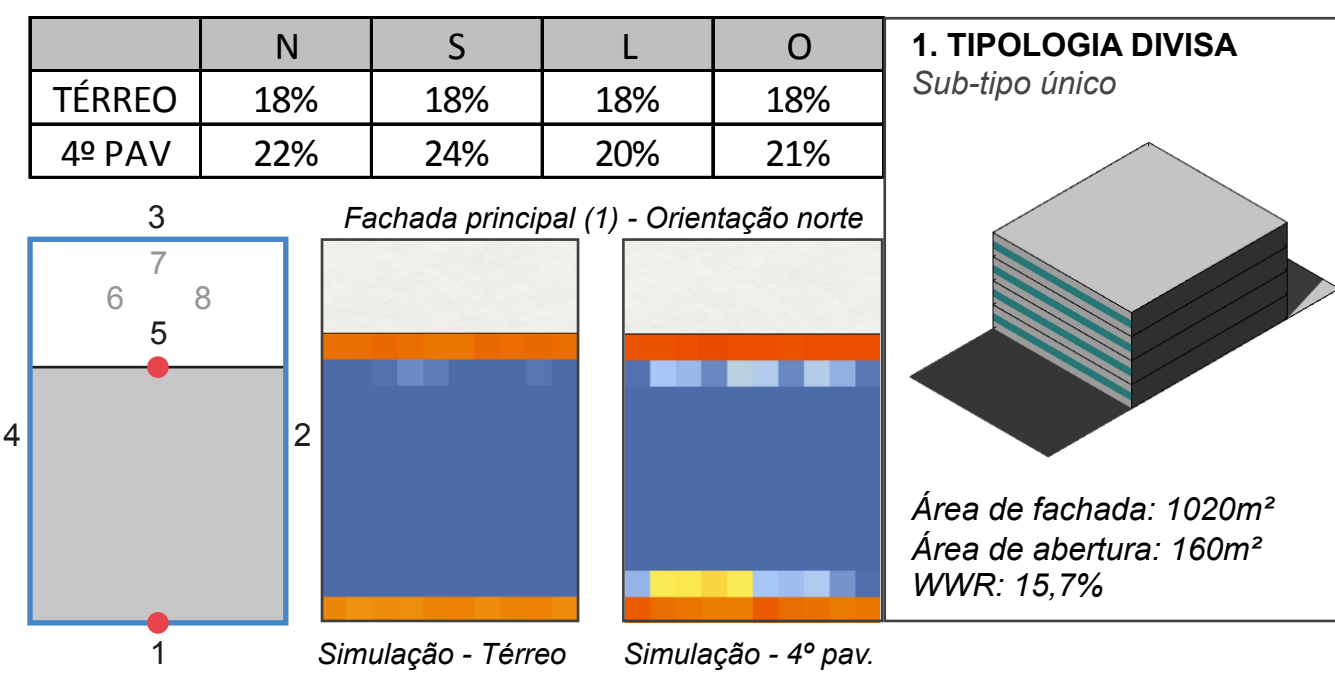 N S L O
TÉRREO 18% 18% 18% 18%
4º PAV 22% 24% 20% 21%
1. TIPOLOGIA DIVISA
Sub-tipo único
3
7
6 8
5
4
2
1
Fachada principal (1) - Orientação norte
Simulação - Térreo
Simulação - 4º pav.
Área de fachada: 1020m²
Área de abertura: 160m²
WWR: 15,7%